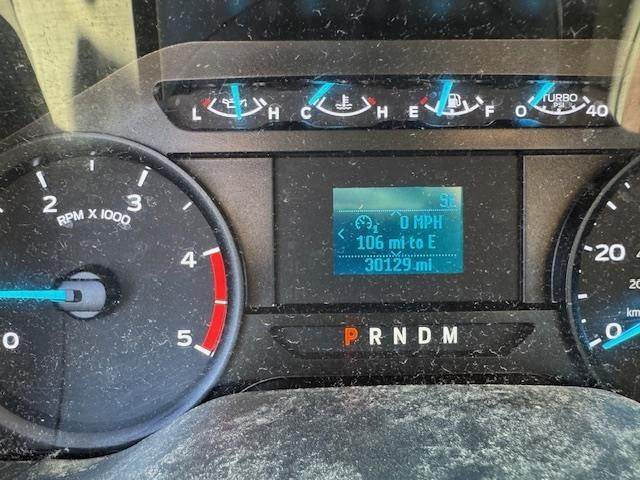 L H C H E F 0 TURBO 40
PSI
2 3
RPM X 1000
4
0 5
0 MPH
106 mi to E
30129 mi
P R N D M
20
0